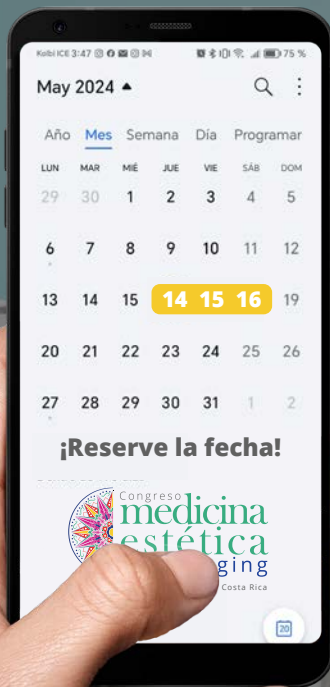 Kolbi ICE 3:47 75 %
May 2024
Año Mes Semana Día Programar
LUN MAR MIÉ JUE VIE SÁB DOM
29 30 1 2 3 4 5
6 7 8 9 10 11 12
13 14 15 14 15 16 19
20 21 22 23 24 25 26
27 28 29 30 31 1 2
¡Reserve la fecha!
Congreso
medicina
estética
ging
Costa Rica
20